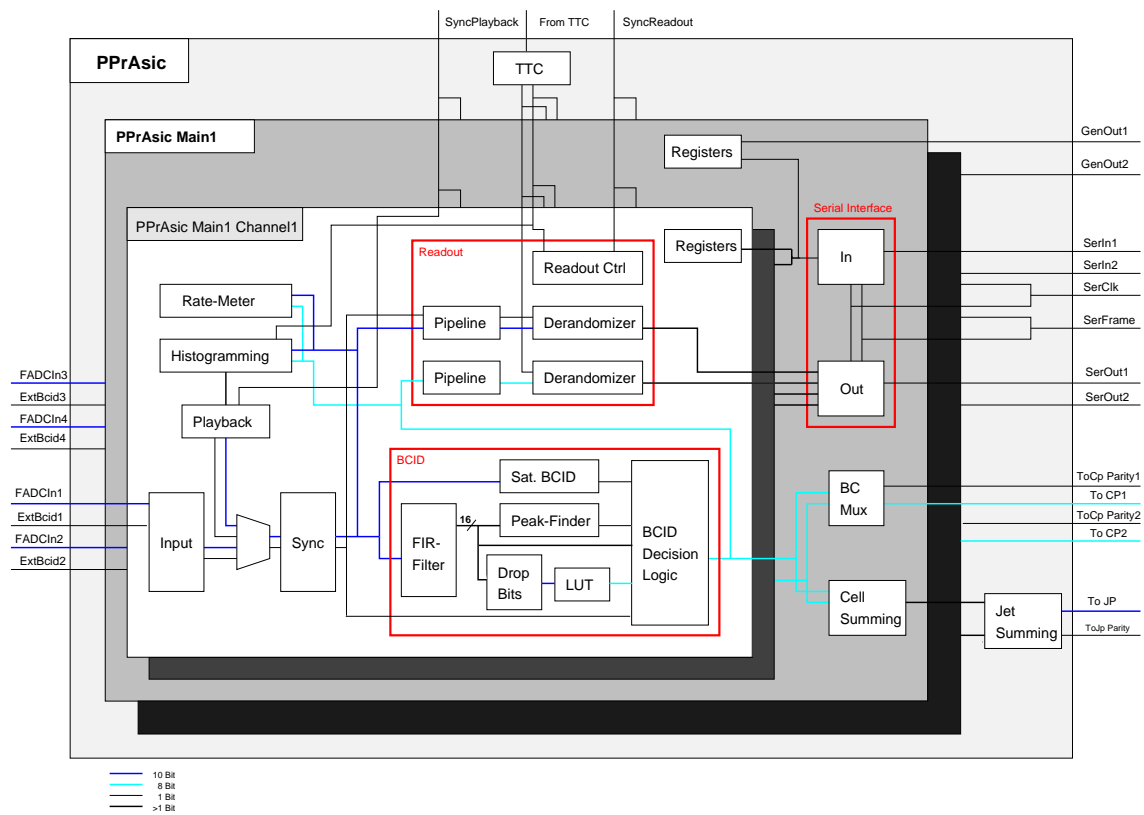 SyncPlayback
From TTC
SyncReadout
PPrAsic
TTC
PPrAsic Main1
Registers
GenOut1
GenOut2
PPrAsic Main1 Channel1
Serial Interface
Readout
Registers
In
Readout Ctrl
SerIn1
SerIn2
SerClk
SerFrame
Rate-Meter
Pipeline
Derandomizer
Histogramming
Pipeline
Derandomizer
Out
SerOut1
SerOut2
FADCIn3
ExtBcid3
FADCIn4
ExtBcid4
Playback
BCID
Sat. BCID
BC
Mux
ToCp Parity1
To CP1
ToCp Parity2
To CP2
FADCIn1
ExtBcid1
FADCIn2
ExtBcid2
Input
Sync
16
FIR-
Filter
Peak-Finder
BCID
Decision
Logic
Drop
Bits
LUT
Cell
Summing
Jet
Summing
To JP
ToJp Parity
10 Bit
8 Bit
1 Bit
>1 Bit